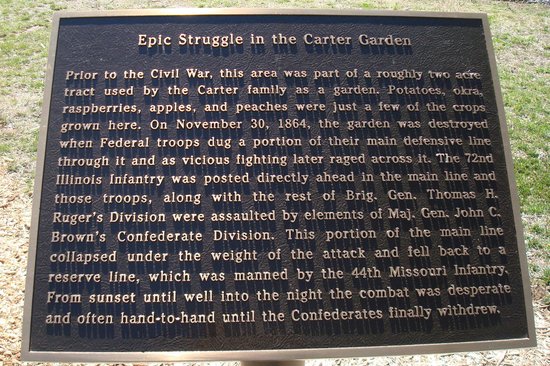 Epic Struggle in the Carter Garden
Prior to the Civil War, this area was part of a roughly two acre
tract used by the Carter family as a garden. Potatoes, okra,
raspberries, apples, and peaches were just a few of the crops
grown here. On November 30, 1864, the garden was destroyed
when Federal troops dug a portion of their main defensive line
through it and as vicious fighting later raged across it. The 72nd
Illinois Infantry was posted directly ahead in the main line and
those troops, along with the rest of Brig. Gen. Thomas H.
Ruger's Division were assaulted by elements of Maj. Gen. John C.
Brown's Confederate Division. This portion of the main line
collapsed under the weight of the attack and fell back to a
reserve line, which was manned by the 44th Missouri Infantry.
From sunset until well into the night the combat was desperate
and often hand-to-hand until the Confederates finally withdrew.